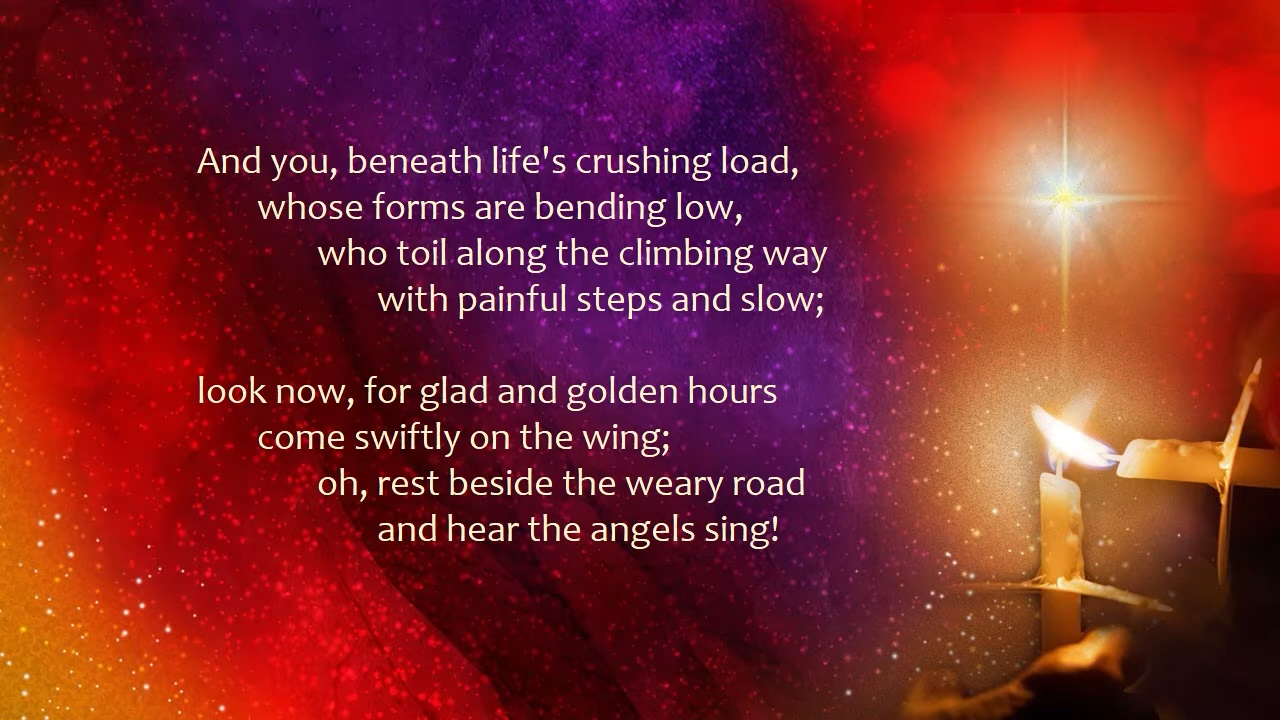 And you, beneath life's crushing load,
whose forms are bending low,
who toil along the climbing way
with painful steps and slow;
look now, for glad and golden hours
come swiftly on the wing;
oh, rest beside the weary road
and hear the angels sing!